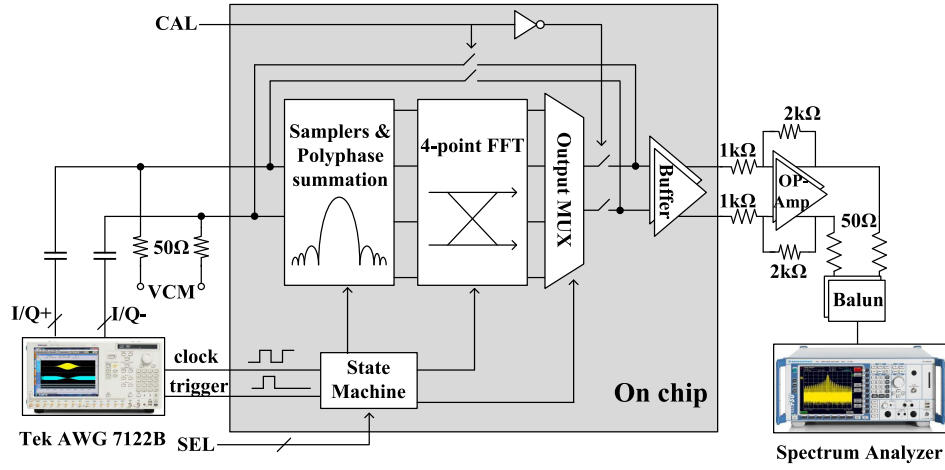 CAL
Samplers &
Polyphase
summation
4-point FFT
Output MUX
Buffer
1kΩ
2kΩ
OP-
Amp
1kΩ
2kΩ
50Ω
50Ω
VCM
I/Q+
I/Q-
Balun
clock
trigger
State
Machine
On chip
SEL
Tek AWG 7122B
Spectrum Analyzer